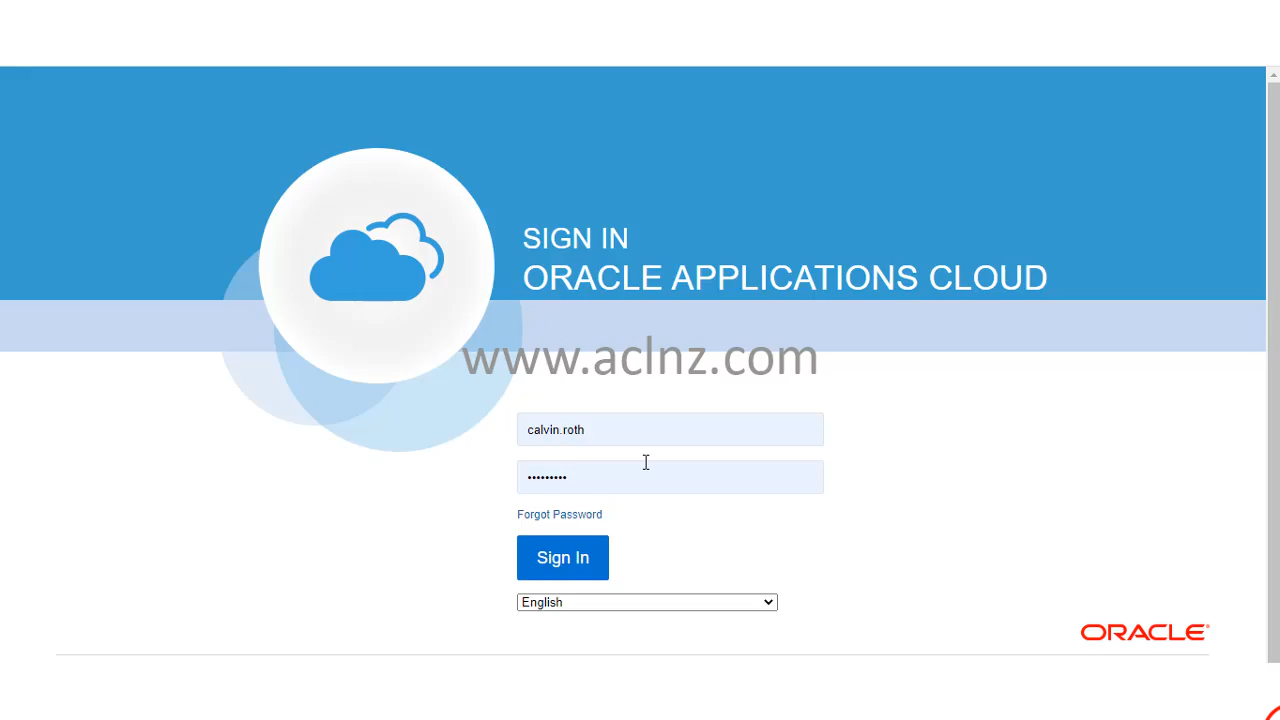 SIGN IN
ORACLE APPLICATIONS CLOUD
www.aclnz.com
calvin.roth
•••••••••
Forgot Password
Sign In
English
ORACLE